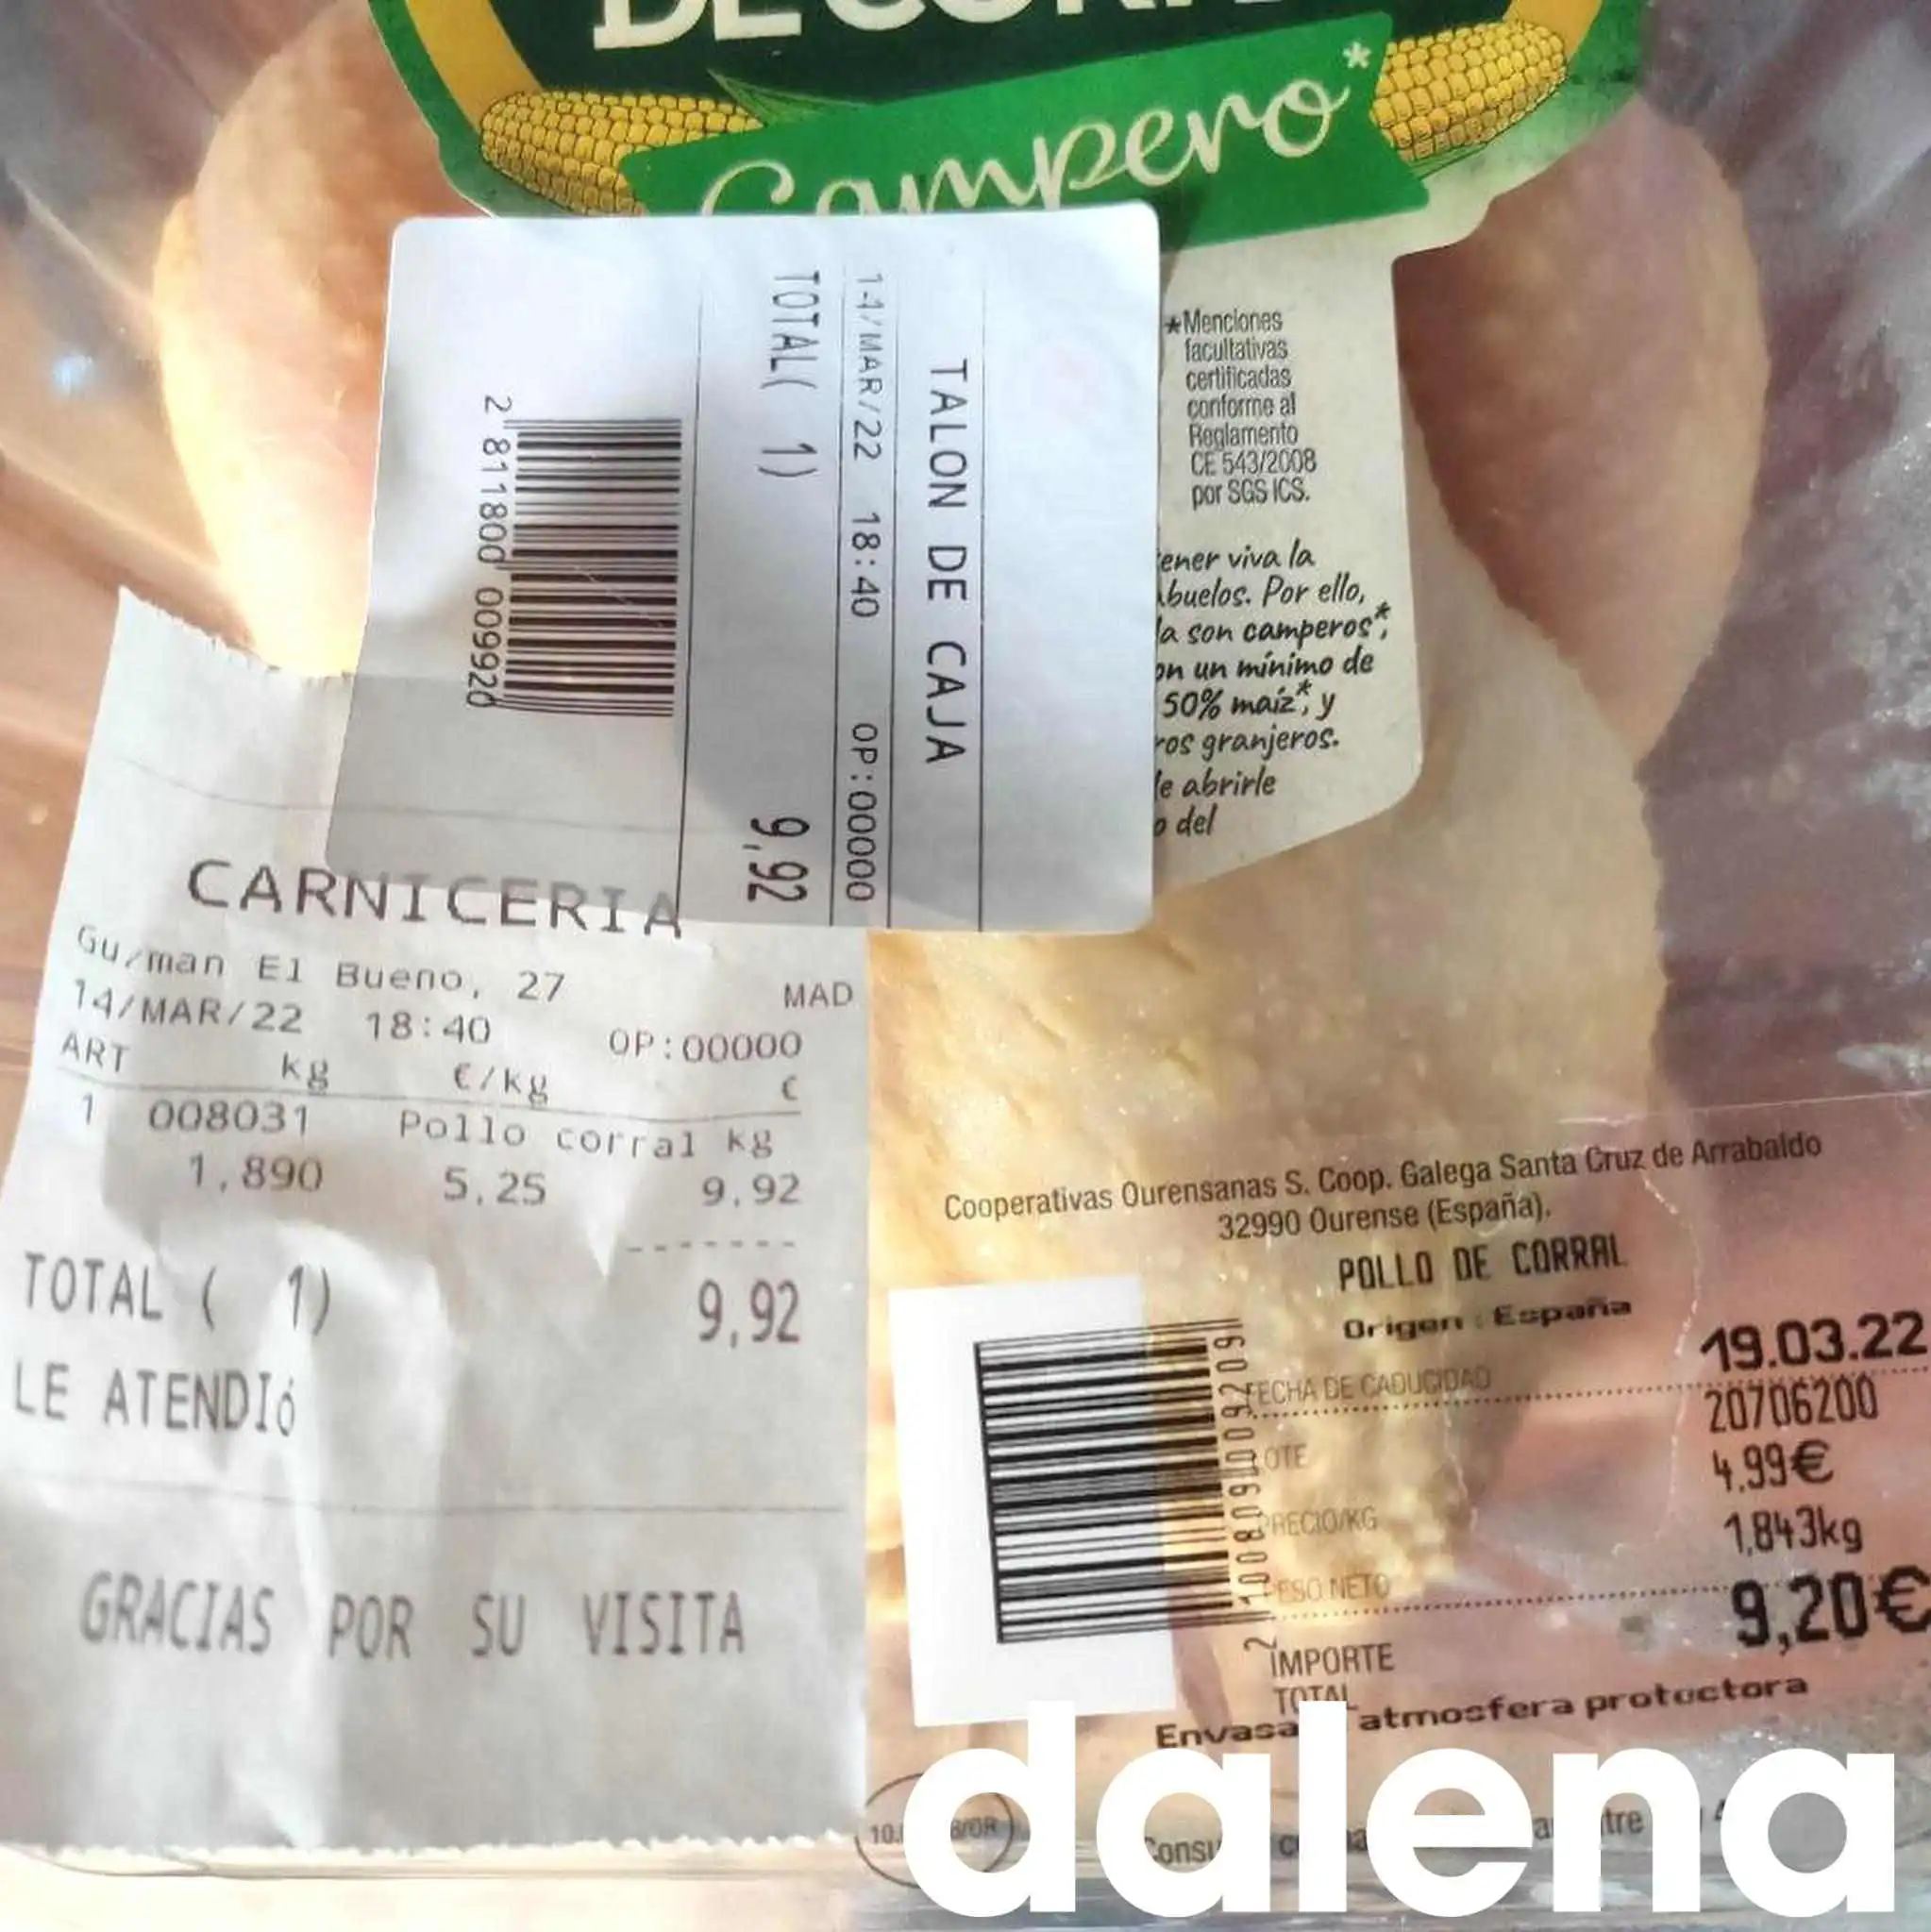 Campero*
*Menciones
facultativas
certificadas
conforme al
Reglamento
CE 543/2008
por SGS ICS.
viva la
Por ello,
son camperos*,
un mínimo de
50% maíz*, y
granjeros.
abrirle
del
TALON DE CAJA
14/MAR/22 18:40 OP:00000
TOTAL( 1) 9,92
2 811800 009920
CARNICERIA
Guzman El Bueno, 27 MAD
14/MAR/22 18:40 OP:00000
ART kg €/kg €
1 008031 Pollo corral kg
1,890 5,25 9,92
TOTAL ( 1) 9,92
LE ATENDIó
GRACIAS POR SU VISITA
Cooperativas Ourensanas S. Coop. Galega Santa Cruz de Arrabaldo
32990 Ourense (España).
POLLO DE CORRAL
Origen : España
FECHA DE CADUCIDAD 19.03.22
LOTE 20706200
PRECIO/KG 4,99€
PESO NETO 1,843kg
IMPORTE
TOTAL 9,20€
atmosfera protectora
dalena